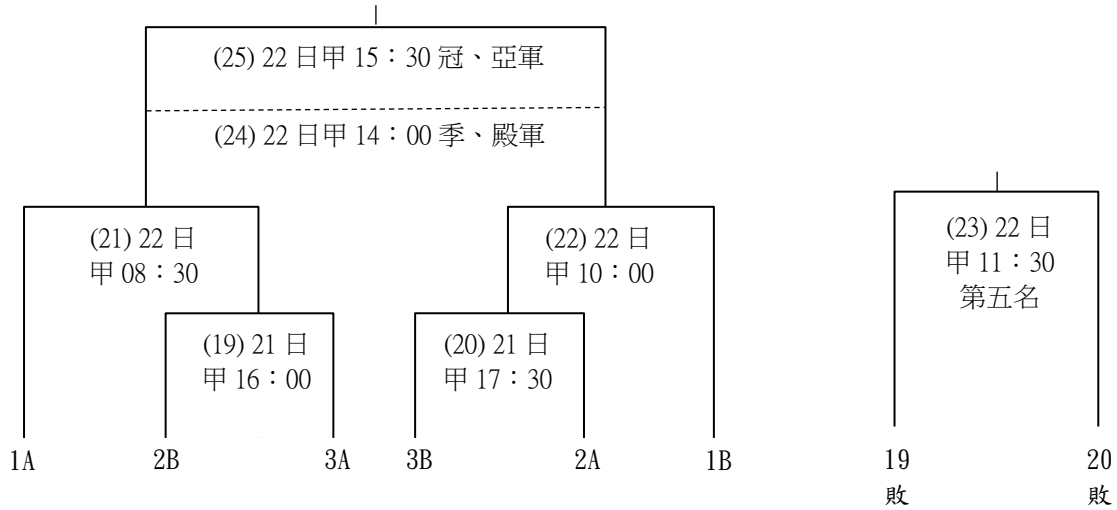 (25) 22 日甲 15：30 冠、亞軍
(24) 22 日甲 14：00 季、殿軍
(21) 22 日
甲 08：30
(22) 22 日
甲 10：00
(23) 22 日
甲 11：30
第五名
(19) 21 日
甲 16：00
(20) 21 日
甲 17：30
1A
2B
3A
3B
2A
1B
19
敗
20
敗